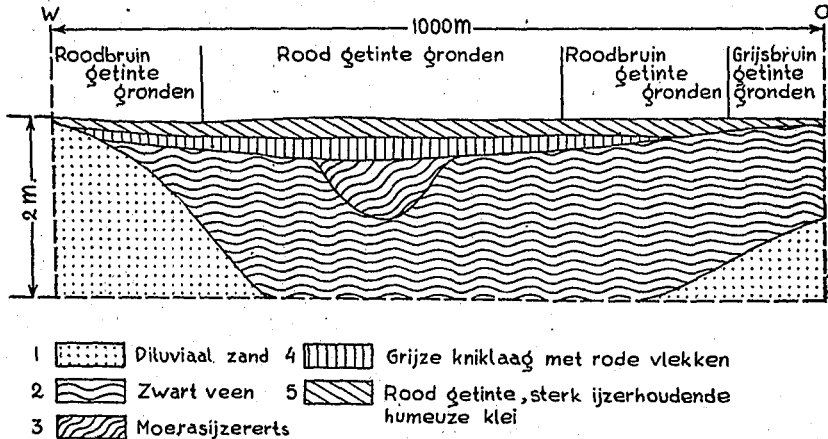 W O
1000m
Roodbruin getinte gronden
Rood getinte gronden
Roodbruin getinte gronden
Grijsbruin getinte gronden
2 m.
1 Diluviaal zand
2 Zwart veen
3 Moerasijzererts
4 Grijze kniklaag met rode vlekken
5 Rood getinte, sterk ijzerhoudende
humeuze klei